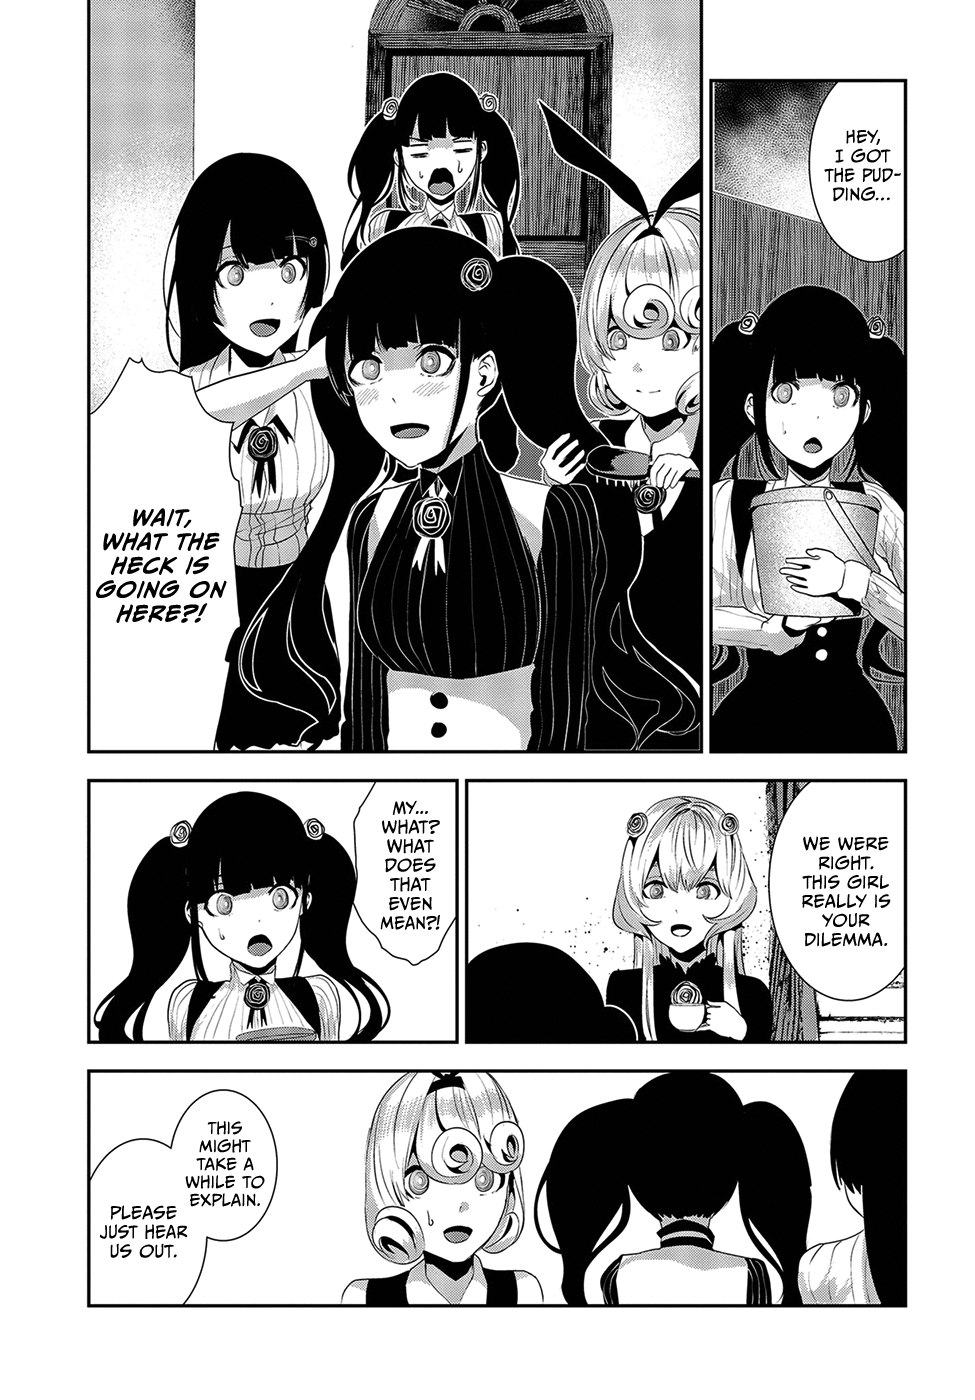 HEY,
I GOT
THE PUD-
DING...
WAIT,
WHAT THE
HECK IS
GOING ON
HERE?!
WE WERE
RIGHT.
THIS GIRL
REALLY IS
YOUR
DILEMMA.
MY...
WHAT?
WHAT
DOES
THAT
EVEN
MEAN?!
THIS
MIGHT
TAKE A
WHILE TO
EXPLAIN.
PLEASE
JUST HEAR
US OUT.